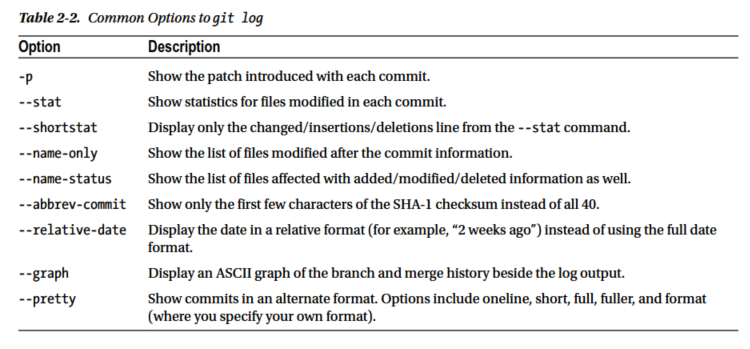 Table 2-2. Common Options to git log
Option Description
-p Show the patch introduced with each commit.
--stat Show statistics for files modified in each commit.
--shortstat Display only the changed/insertions/deletions line from the --stat command.
--name-only Show the list of files modified after the commit information.
--name-status Show the list of files affected with added/modified/deleted information as well.
--abbrev-commit Show only the first few characters of the SHA-1 checksum instead of all 40.
--relative-date Display the date in a relative format (for example, “2 weeks ago”) instead of using the full date
format.
--graph Display an ASCII graph of the branch and merge history beside the log output.
--pretty Show commits in an alternate format. Options include oneline, short, full, fuller, and format
(where you specify your own format).